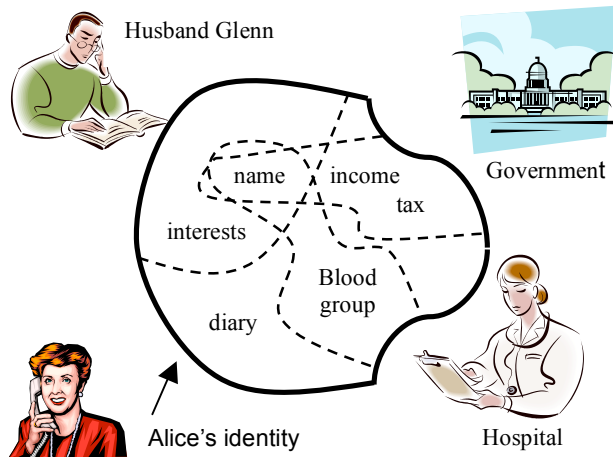 Husband Glenn
Government
name
income
tax
interests
Blood
group
diary
Alice's identity
Hospital